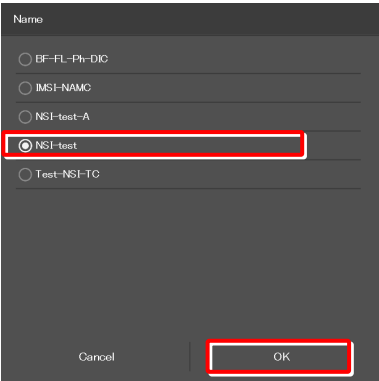 Name
BF-FL-Ph-DIC
IMSI-NAMC
NSI-test-A
NSI-test
Test-NSI-TC
Cancel
OK